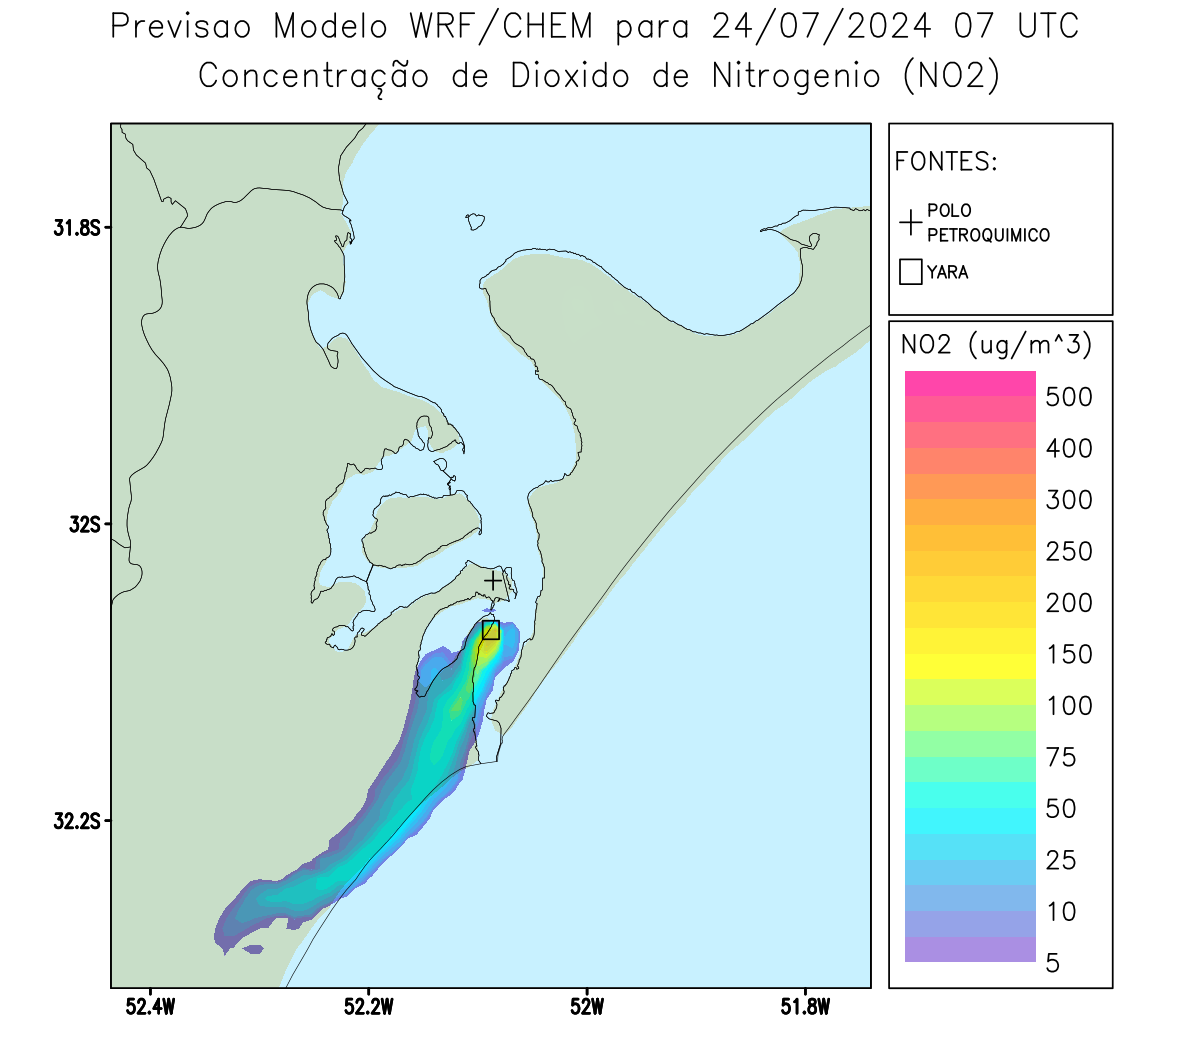 Previsao Modelo WRF/CHEM para 24/07/2024 07 UTC
Concentração de Dioxido de Nitrogenio (NO2)
FONTES:
POLO
PETROQUIMICO
YARA
31.8S
32S
32.2S
52.4W
52.2W
52W
51.8W
NO2 (ug/m^3)
500
400
300
250
200
150
100
75
50
25
10
5